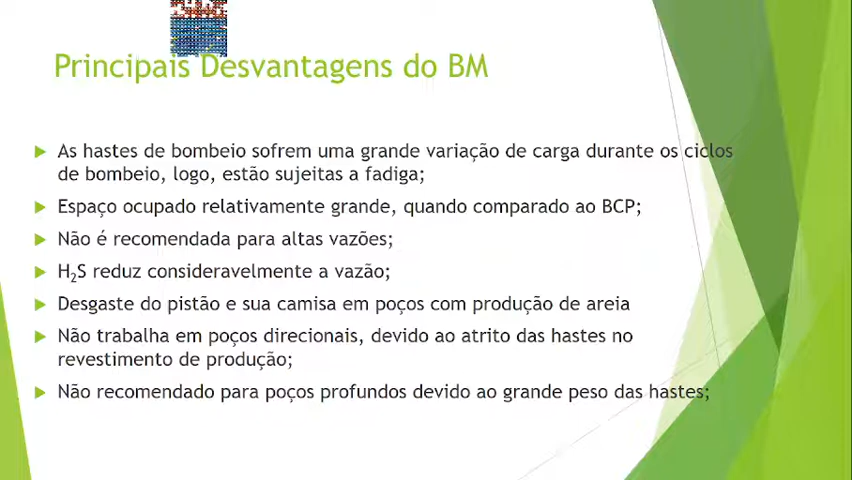 Principais Desvantagens do BM
As hastes de bombeio sofrem uma grande variação de carga durante os ciclos
de bombeio, logo, estão sujeitas a fadiga;
Espaço ocupado relativamente grande, quando comparado ao BCP;
Não é recomendada para altas vazões;
H₂S reduz consideravelmente a vazão;
Desgaste do pistão e sua camisa em poços com produção de areia
Não trabalha em poços direcionais, devido ao atrito das hastes no
revestimento de produção;
Não recomendado para poços profundos devido ao grande peso das hastes;